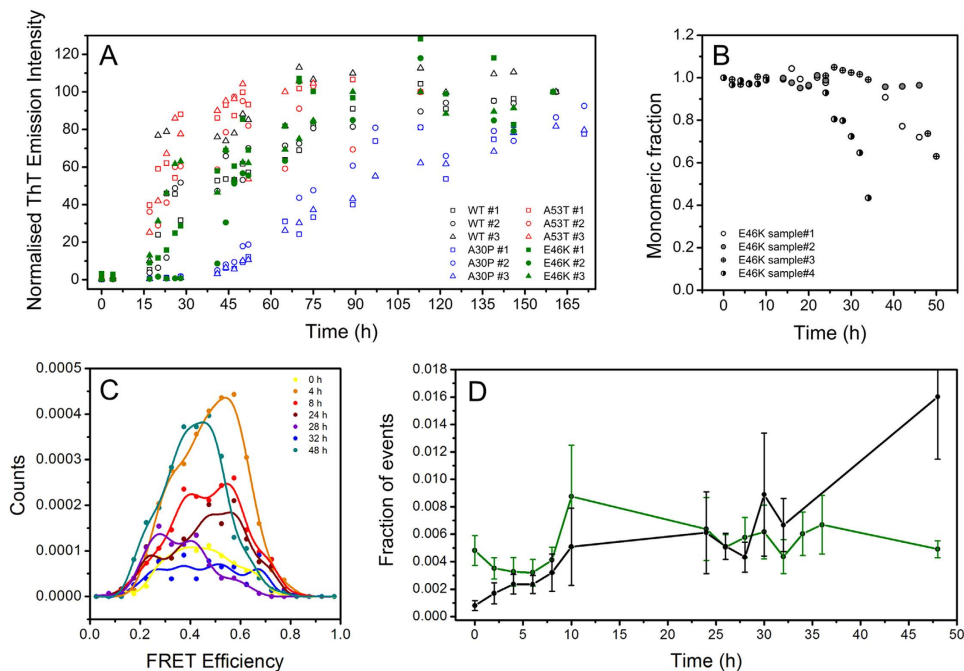 A
Normalised ThT Emission Intensity
120
100
80
60
40
20
0
0 15 30 45 60 75 90 105 120 135 150 165
Time (h)
WT #1
WT #2
WT #3
A30P #1
A30P #2
A30P #3
A53T #1
A53T #2
A53T #3
E46K #1
E46K #2
E46K #3
B
Monomeric fraction
1.2
1.0
0.8
0.6
0.4
0.2
0.0
0 10 20 30 40 50
Time (h)
E46K sample#1
E46K sample#2
E46K sample#3
E46K sample#4
C
Counts
0.0005
0.0004
0.0003
0.0002
0.0001
0.0000
0.0 0.2 0.4 0.6 0.8 1.0
FRET Efficiency
0 h
4 h
8 h
24 h
28 h
32 h
48 h
D
Fraction of events
0.018
0.016
0.014
0.012
0.010
0.008
0.006
0.004
0.002
0.000
0 5 10 15 20 25 30 35 40 45 50
Time (h)